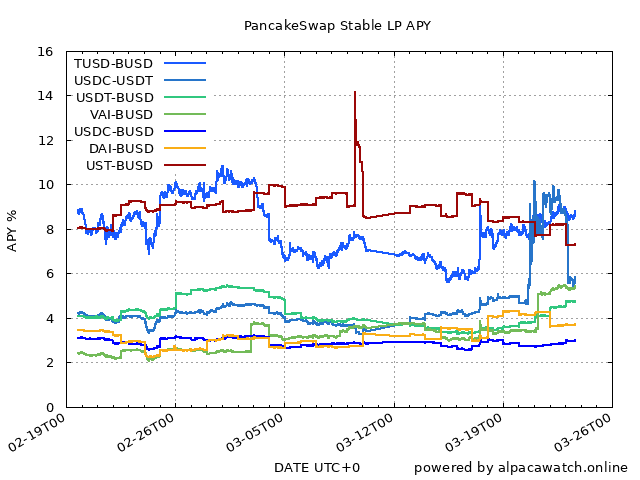 PancakeSwap Stable LP APY
16
14
12
10
8
6
4
2
0
APY %
TUSD-BUSD
USDC-USDT
USDT-BUSD
VAI-BUSD
USDC-BUSD
DAI-BUSD
UST-BUSD
02-19T00
02-26T00
03-05T00
03-12T00
03-19T00
03-26T00
DATE UTC+0
powered by alpacawatch.online